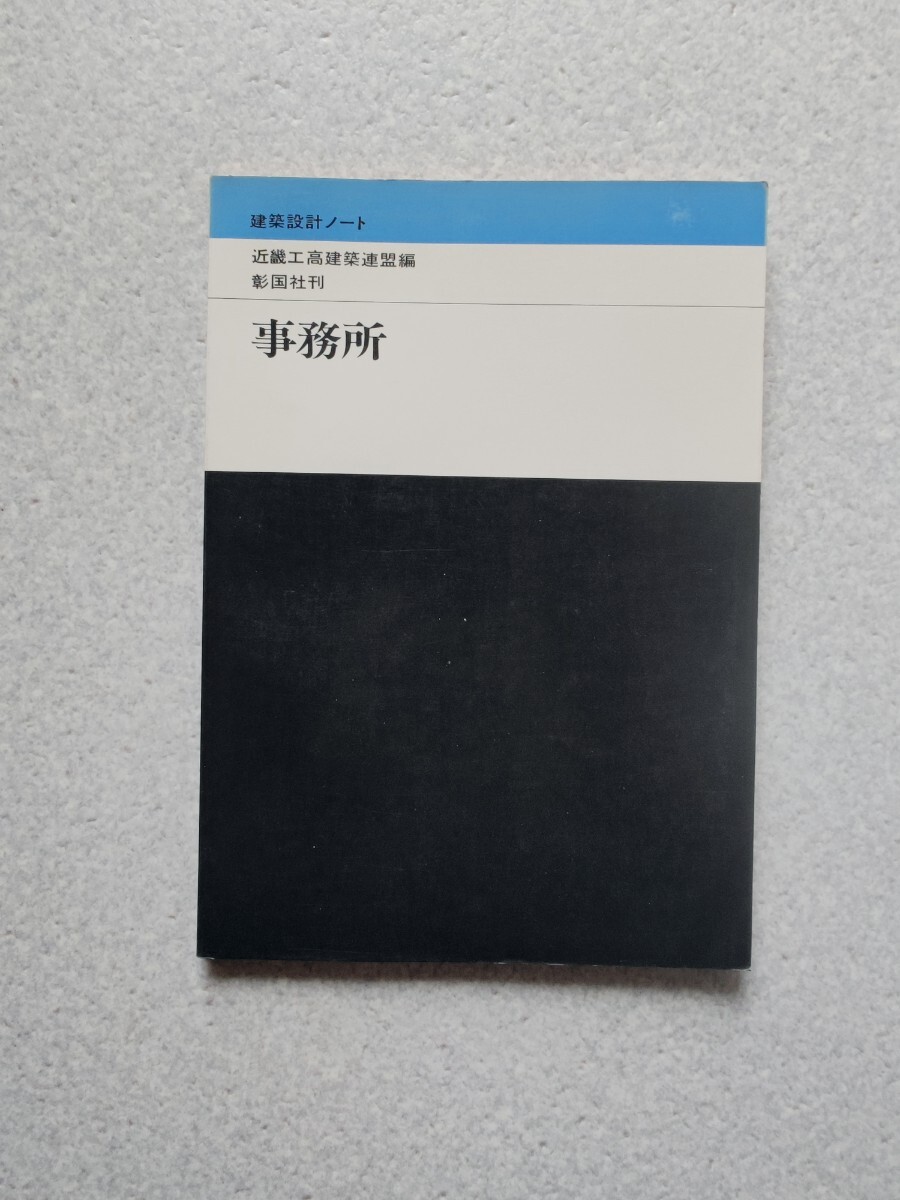 建築設計ノート
近畿工高建築連盟編
彰国社刊
事務所